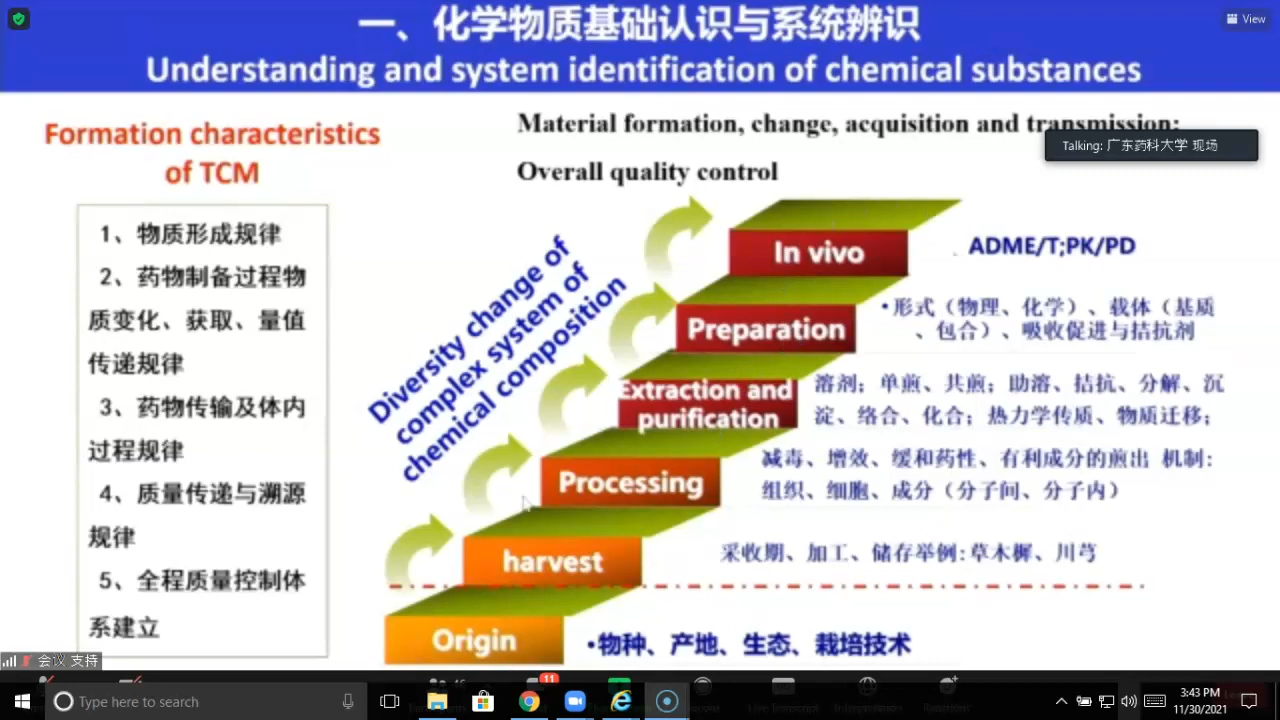 一、化学物质基础认识与系统辨识
View
Understanding and system identification of chemical substances
Formation characteristics
of TCM
Material formation, change, acquisition and transmission:
Talking: 广东药科大学 现场
Overall quality control
1、物质形成规律
2、药物制备过程物
质变化、获取、量值
传递规律
3、药物传输及体内
过程规律
4、质量传递与溯源
规律
5、全程质量控制体
系建立
Diversity change of
complex system of
chemical composition
In vivo
ADME/T;PK/PD
Preparation
•形式（物理、化学）、载体（基质
、包合）、吸收促进与拮抗剂
Extraction and
purification
溶剂；单煎、共煎；助溶、拮抗、分解、沉
淀、络合、化合；热力学传质、物质迁移；
Processing
减毒、增效、缓和药性、有利成分的煎出 机制:
组织、细胞、成分（分子间、分子内）
harvest
采收期、加工、储存举例:草木樨、川芎
Origin
•物种、产地、生态、栽培技术
会议 支持
11
Type here to search
3:43 PM
11/30/2021